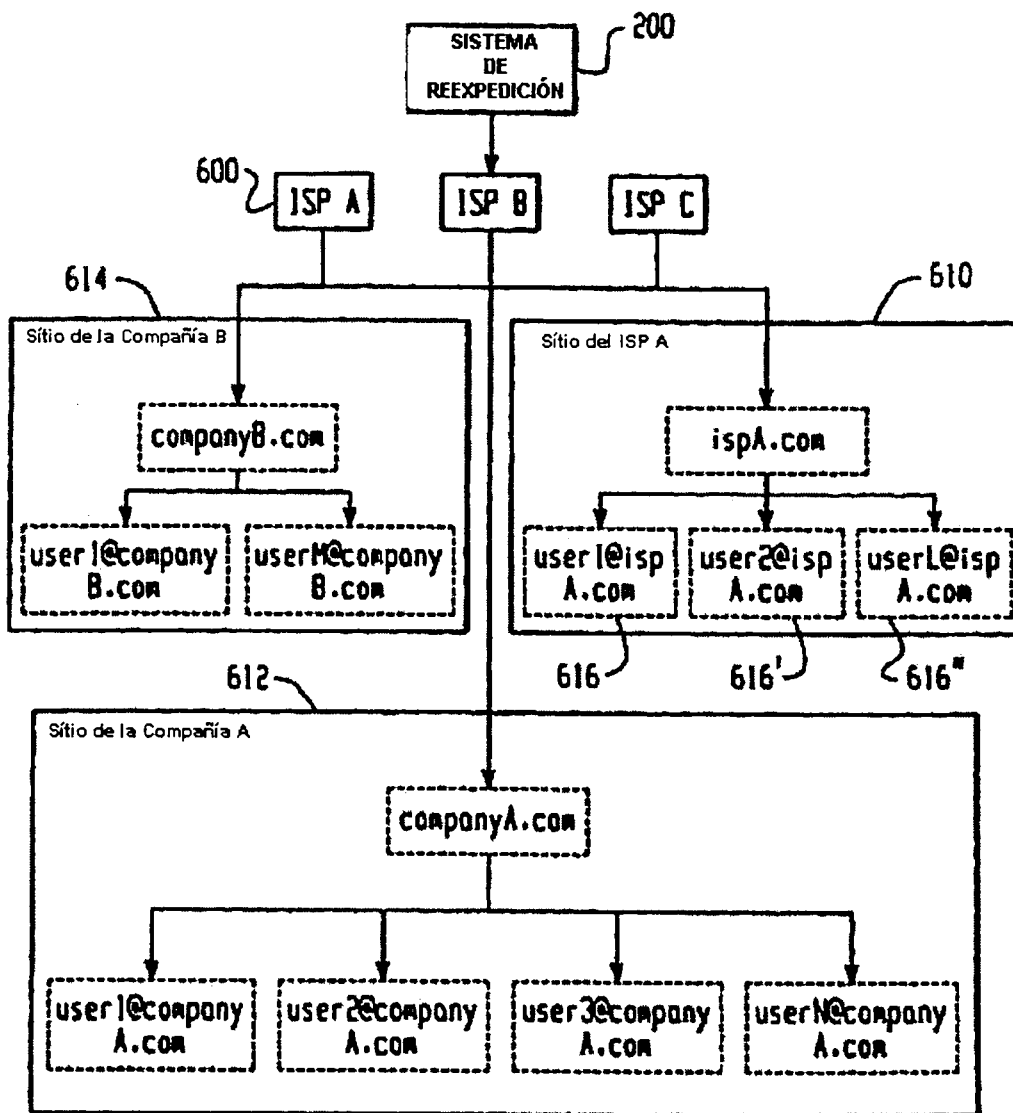 200
SISTEMA
DE
REEXPEDICIÓN
600
ISP A
ISP B
ISP C
614
610
Sítio de la Compañía B
Sítio del ISP A
companyB.com
ispA.com
user1@company
B.com
userM@company
B.com
user1@isp
A.com
user2@isp
A.com
userL@isp
A.com
616
616'
616"
612
Sítio de la Compañía A
companyA.com
user1@company
A.com
user2@company
A.com
user3@company
A.com
userN@company
A.com